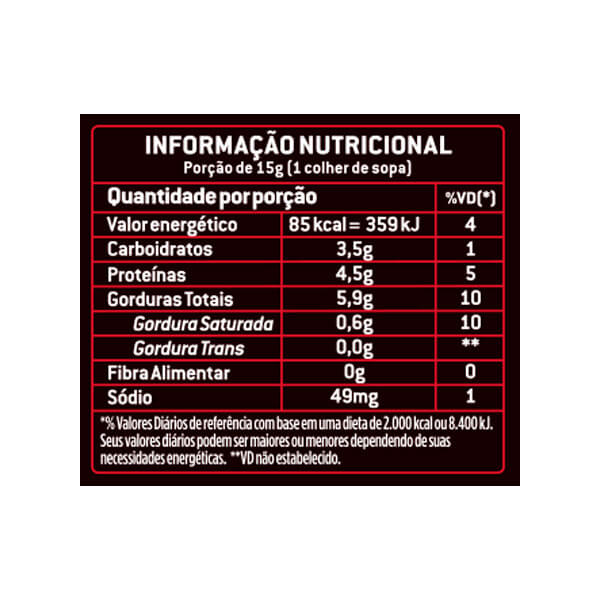 INFORMAÇÃO NUTRICIONAL
Porção de 15g (1 colher de sopa)
Quantidade por porção %VD(*)
Valor energético 85 kcal = 359 kJ 4
Carboidratos 3,5g 1
Proteínas 4,5g 5
Gorduras Totais 5,9g 10
Gordura Saturada 0,6g 10
Gordura Trans 0,0g **
Fibra Alimentar 0g 0
Sódio 49mg 1
*% Valores Diários de referência com base em uma dieta de 2.000 kcal ou 8.400 kJ.
Seus valores diários podem ser maiores ou menores dependendo de suas
necessidades energéticas. **VD não estabelecido.